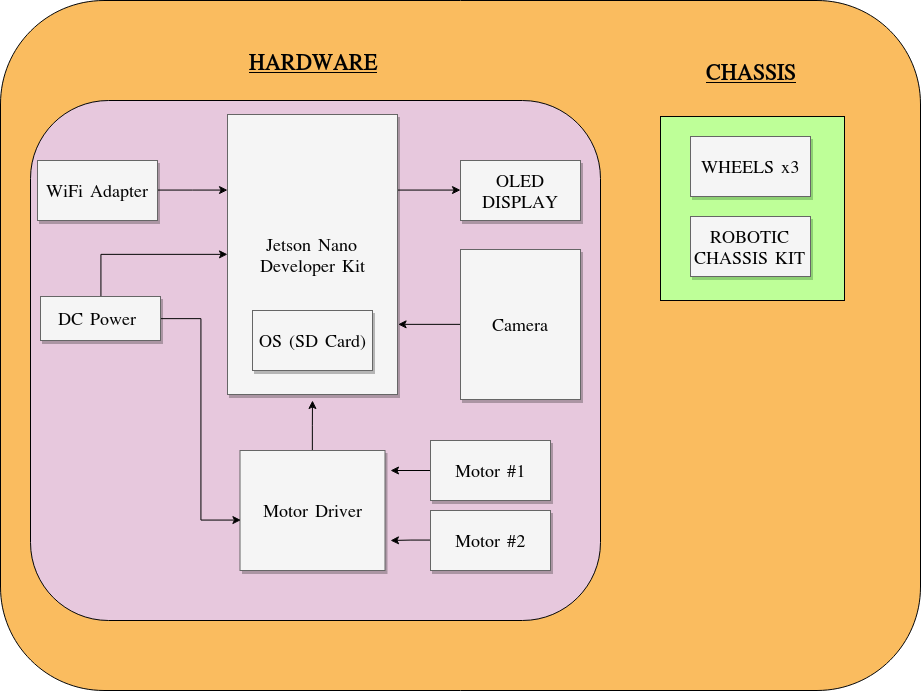 HARDWARE
CHASSIS
WiFi Adapter
Jetson Nano
Developer Kit
OS (SD Card)
OLED
DISPLAY
DC Power
Camera
Motor Driver
Motor #1
Motor #2
WHEELS x3
ROBOTIC
CHASSIS KIT